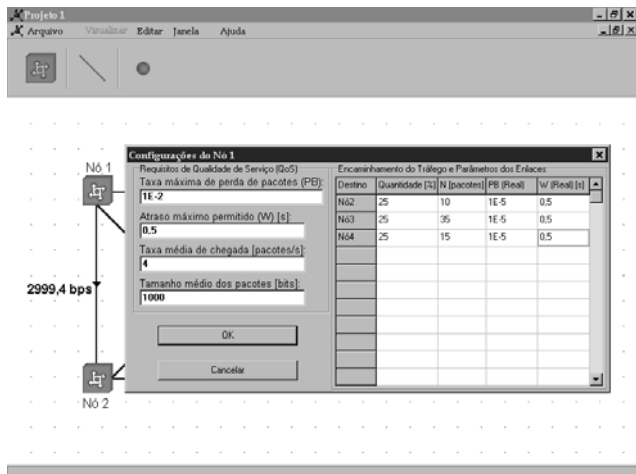 Projeto 1
Arquivo Visualizar Editar Janela Ajuda
Nó 1
2999,4 bps
Nó 2
Configurações do Nó 1
Requisitos de Qualidade de Serviço (QoS)
Taxa máxima de perda de pacotes (PB):
1E-2
Atraso máximo permitido (W) [s]:
0,5
Taxa média de chegada [pacotes/s]:
4
Tamanho médio dos pacotes [bits]:
1000
OK
Cancelar
Encaminhamento do Tráfego e Parâmetros dos Enlaces
Destino Quantidade [%] N [pacotes] PB (Real) W (Real) [s]
Nó2 25 10 1E-5 0,5
Nó3 25 35 1E-5 0,5
Nó4 25 15 1E-5 0,5